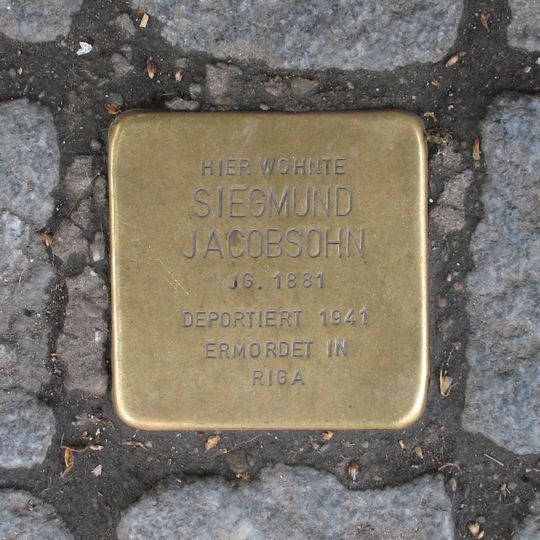 HIER WOHNTE
SIEGMUND
JACOBSOHN
JG. 1881
DEPORTIERT 1941
ERMORDET IN
RIGA